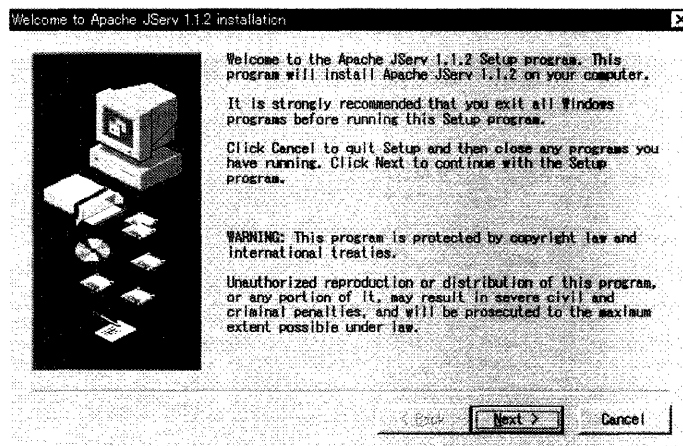 Welcome to Apache JServ 1.1.2 installation
Welcome to the Apache JServ 1.1.2 Setup program. This
program will install Apache JServ 1.1.2 on your computer.
It is strongly recommended that you exit all Windows
programs before running this Setup program.
Click Cancel to quit Setup and then close any programs you
have running. Click Next to continue with the Setup
program.
WARNING: This program is protected by copyright law and
international treaties.
Unauthorized reproduction or distribution of this program,
or any portion of it, may result in severe civil and
criminal penalties, and will be prosecuted to the maximum
extent possible under law.
< Back Next > Cancel